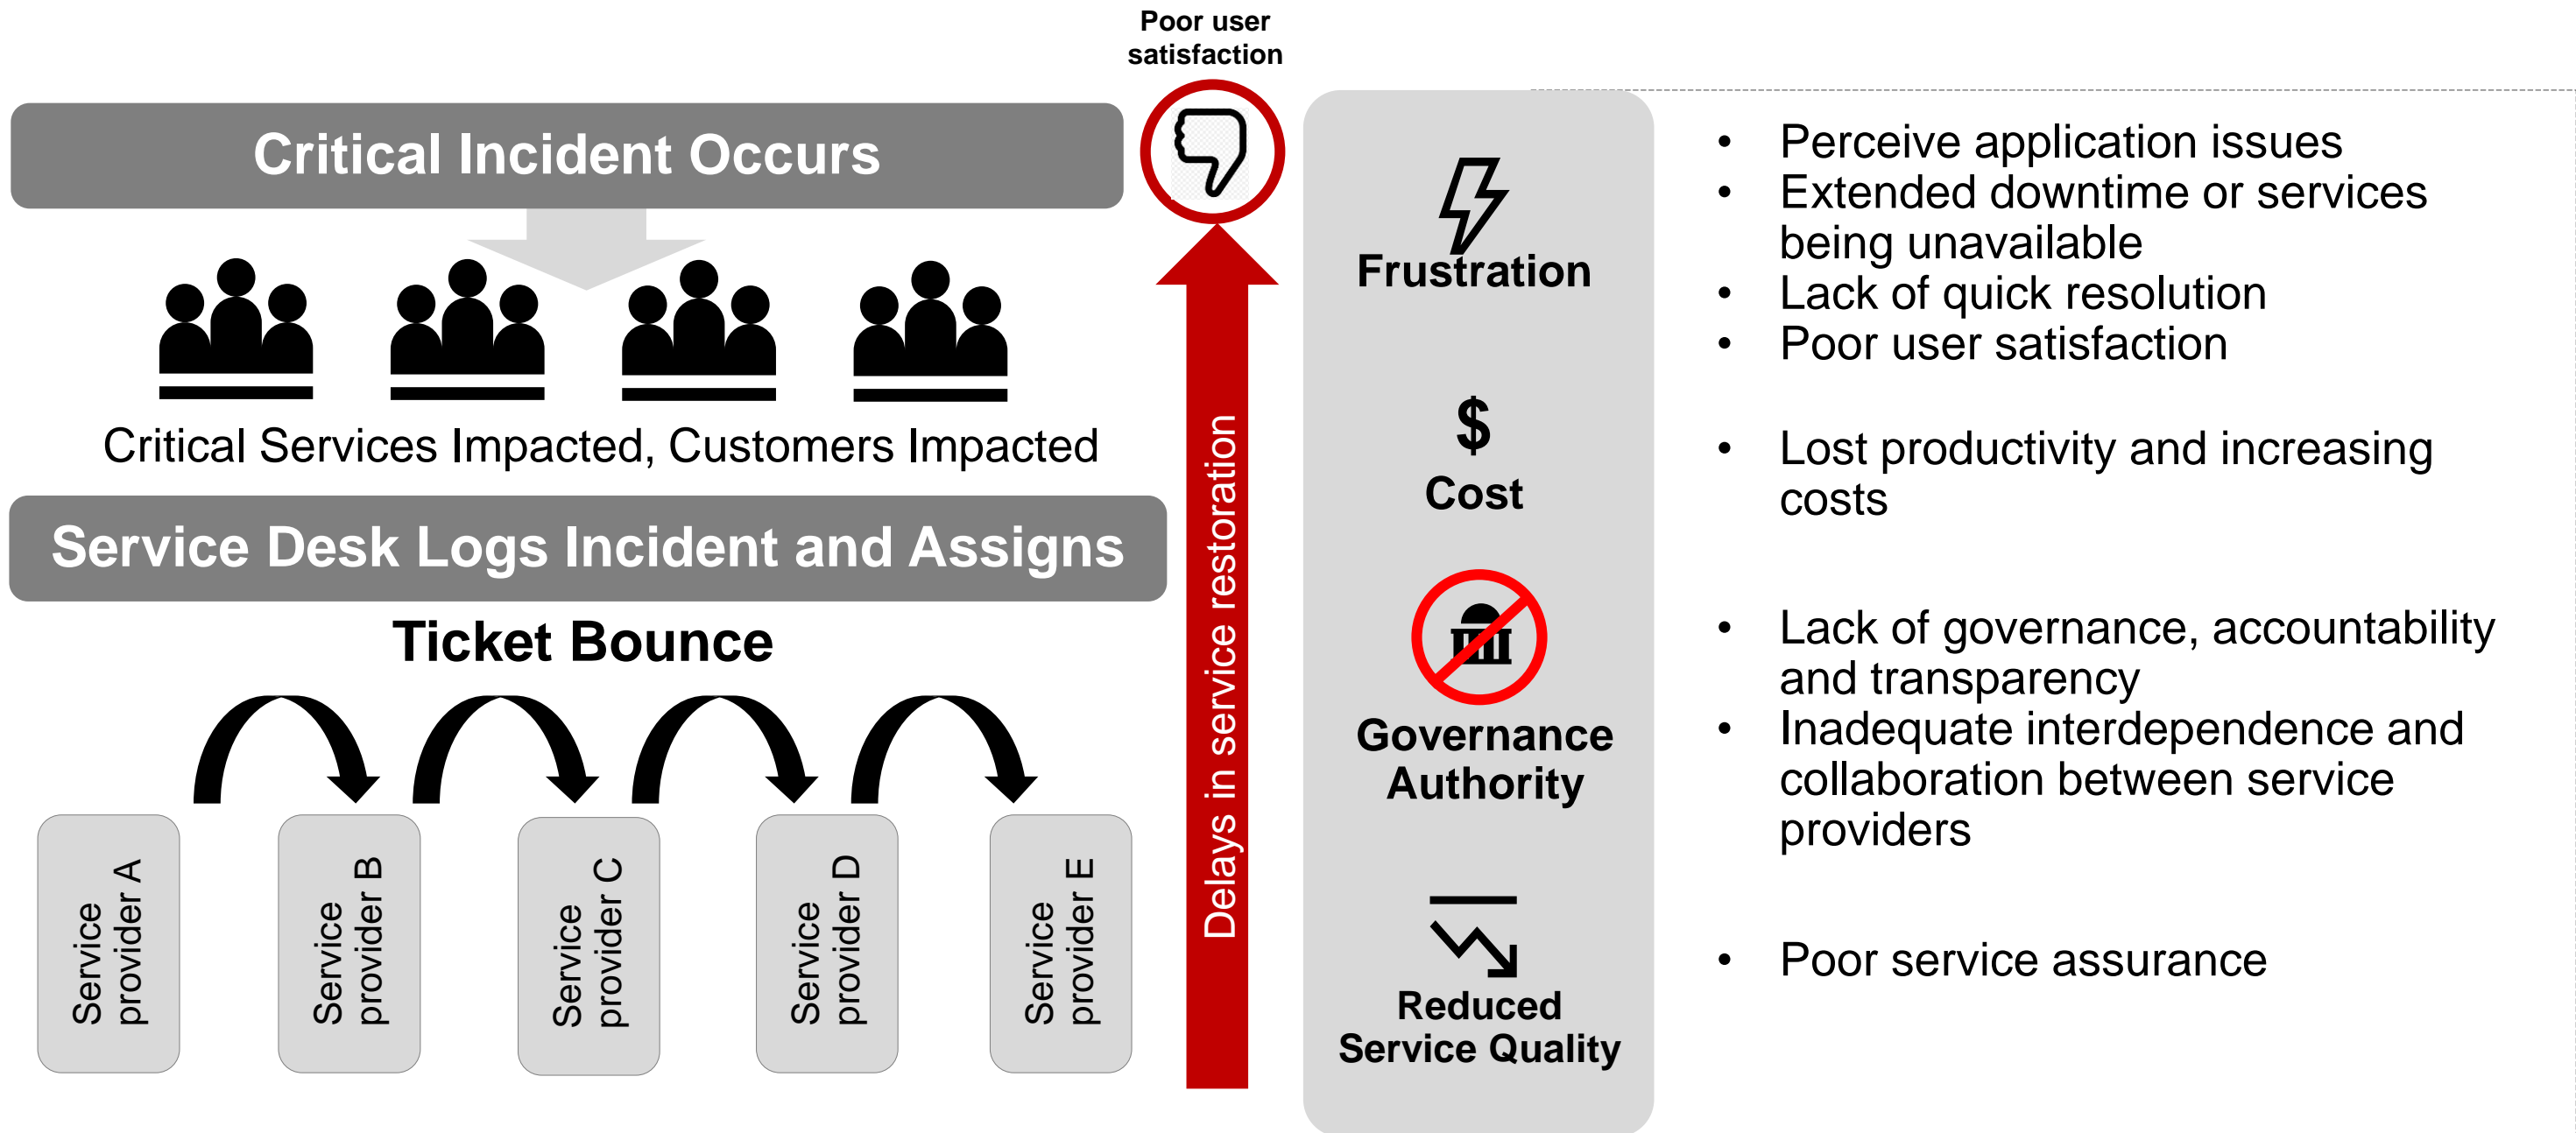 Poor user
satisfaction
Critical Incident Occurs
Critical Services Impacted, Customers Impacted
Service Desk Logs Incident and Assigns
Ticket Bounce
Service
provider A
Service
provider B
Service
provider C
Service
provider D
Service
provider E
Delays in service restoration
Frustration
• Perceive application issues
• Extended downtime or services
being unavailable
• Lack of quick resolution
• Poor user satisfaction
$
Cost
• Lost productivity and increasing
costs
Governance
Authority
• Lack of governance, accountability
and transparency
• Inadequate interdependence and
collaboration between service
providers
Reduced
Service Quality
• Poor service assurance